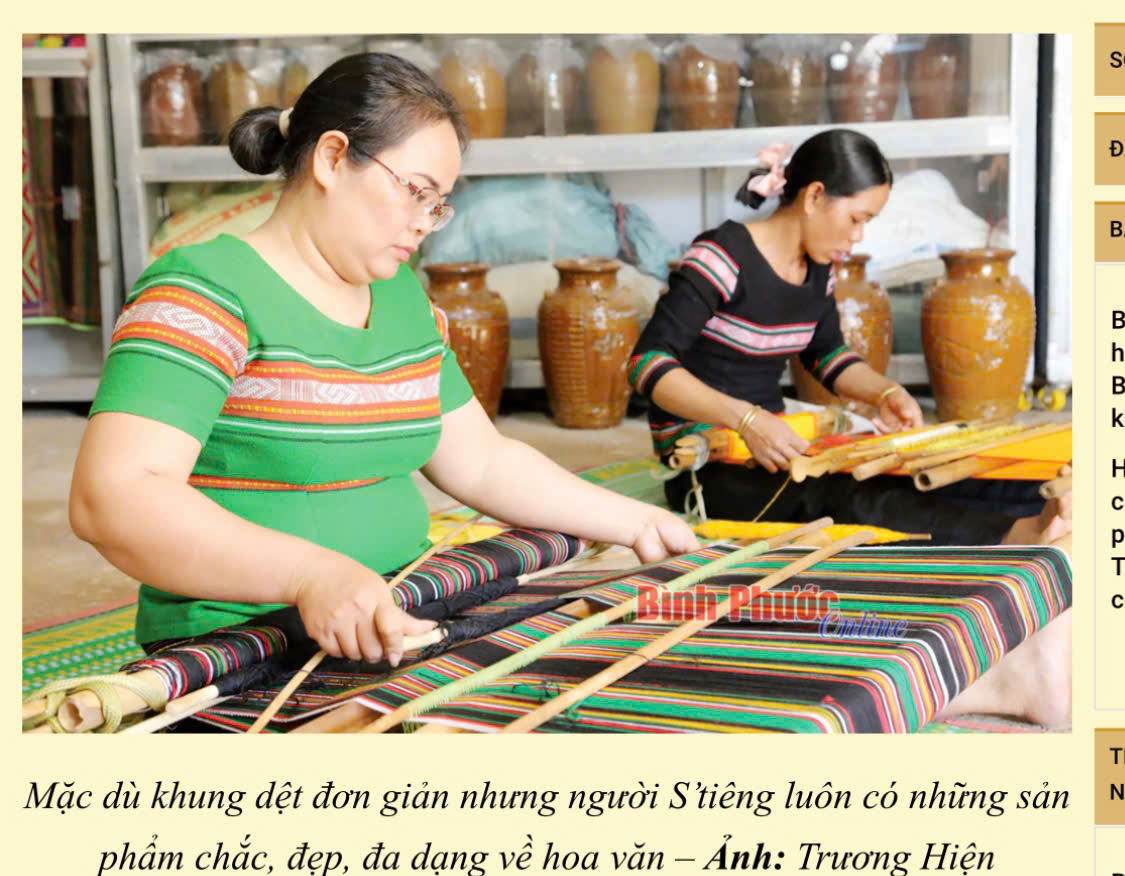 Bình Phước
Online
Mặc dù khung dệt đơn giản nhưng người S’tiêng luôn có những sản
phẩm chắc, đẹp, đa dạng về hoa văn – Ảnh: Trương Hiện